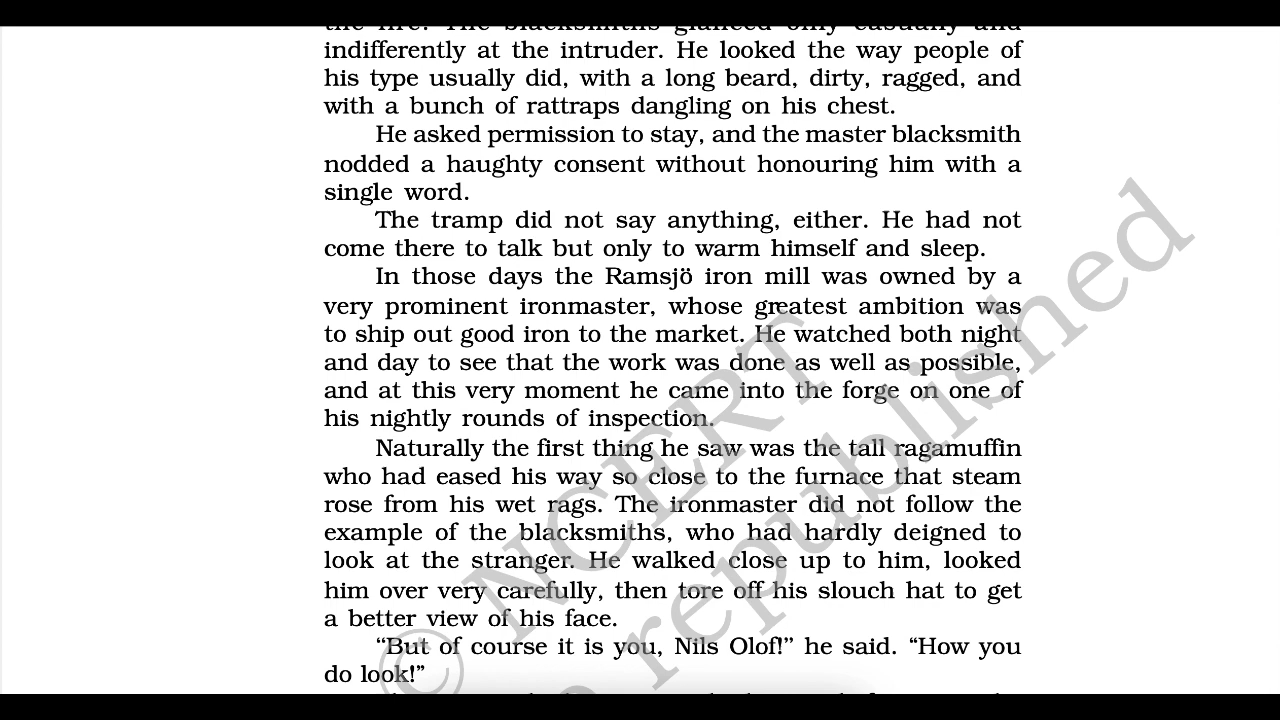 the fire. The blacksmiths glanced only casually and
indifferently at the intruder. He looked the way people of
his type usually did, with a long beard, dirty, ragged, and
with a bunch of rattraps dangling on his chest.
He asked permission to stay, and the master blacksmith
nodded a haughty consent without honouring him with a
single word.
The tramp did not say anything, either. He had not
come there to talk but only to warm himself and sleep.
In those days the Ramsjö iron mill was owned by a
very prominent ironmaster, whose greatest ambition was
to ship out good iron to the market. He watched both night
and day to see that the work was done as well as possible,
and at this very moment he came into the forge on one of
his nightly rounds of inspection.
Naturally the first thing he saw was the tall ragamuffin
who had eased his way so close to the furnace that steam
rose from his wet rags. The ironmaster did not follow the
example of the blacksmiths, who had hardly deigned to
look at the stranger. He walked close up to him, looked
him over very carefully, then tore off his slouch hat to get
a better view of his face.
“But of course it is you, Nils Olof!” he said. “How you
do look!”
© NCERT
republished